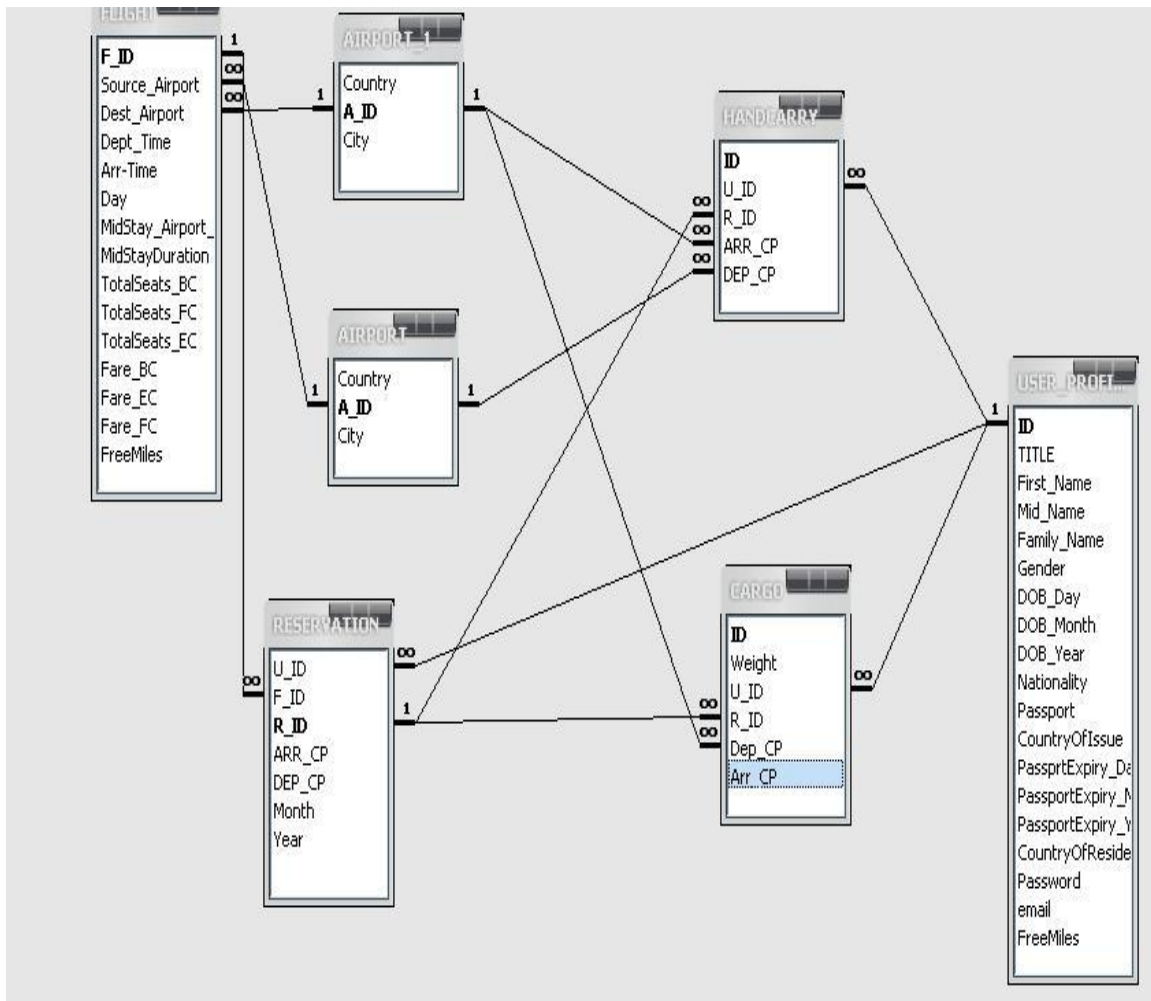 FLIGHT
F_ID
Source_Airport
Dest_Airport
Dept_Time
Arr-Time
Day
MidStay_Airport_
MidStayDuration
TotalSeats_BC
TotalSeats_FC
TotalSeats_EC
Fare_BC
Fare_EC
Fare_FC
FreeMiles
1
∞
∞
AIRPORT_1
Country
A_ID
City
1
1
AIRPORT
Country
A_ID
City
1
1
HANDCARRY
ID
U_ID
R_ID
ARR_CP
DEP_CP
∞
∞
∞
∞
RESERVATION
U_ID
F_ID
R_ID
ARR_CP
DEP_CP
Month
Year
∞
∞
1
CARGO
ID
Weight
U_ID
R_ID
Dep_CP
Arr_CP
∞
∞
∞
USER_PROFI...
1
ID
TITLE
First_Name
Mid_Name
Family_Name
Gender
DOB_Day
DOB_Month
DOB_Year
Nationality
Passport
CountryOfIssue
PassprtExpiry_Da
PassportExpiry_M
PassportExpiry_Y
CountryOfReside
Password
email
FreeMiles